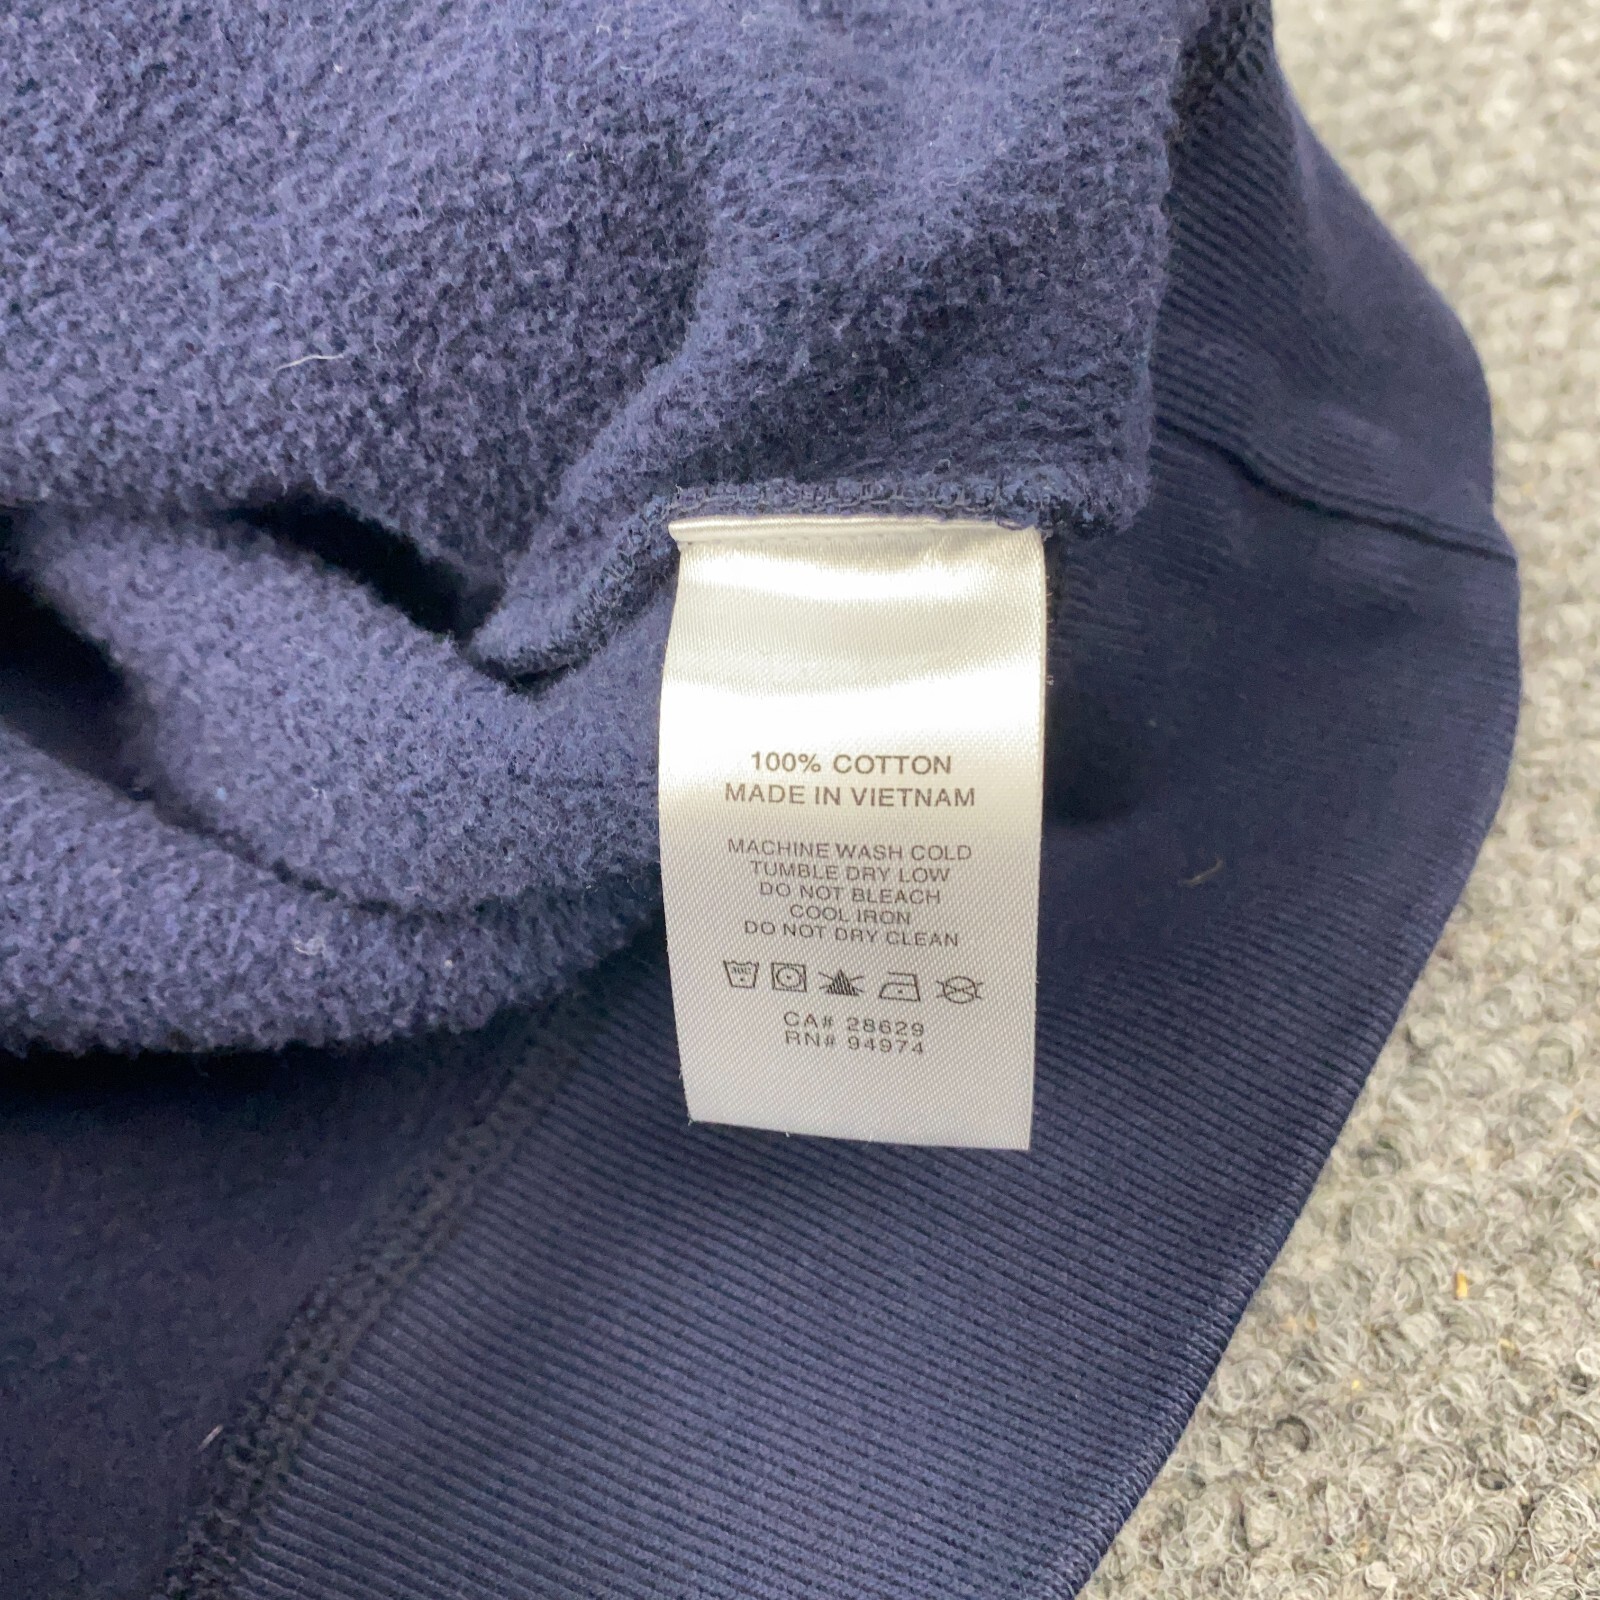 100% COTTON
MADE IN VIETNAM
MACHINE WASH COLD
TUMBLE DRY LOW
DO NOT BLEACH
COOL IRON
DO NOT DRY CLEAN
CA# 28629
RN# 94974